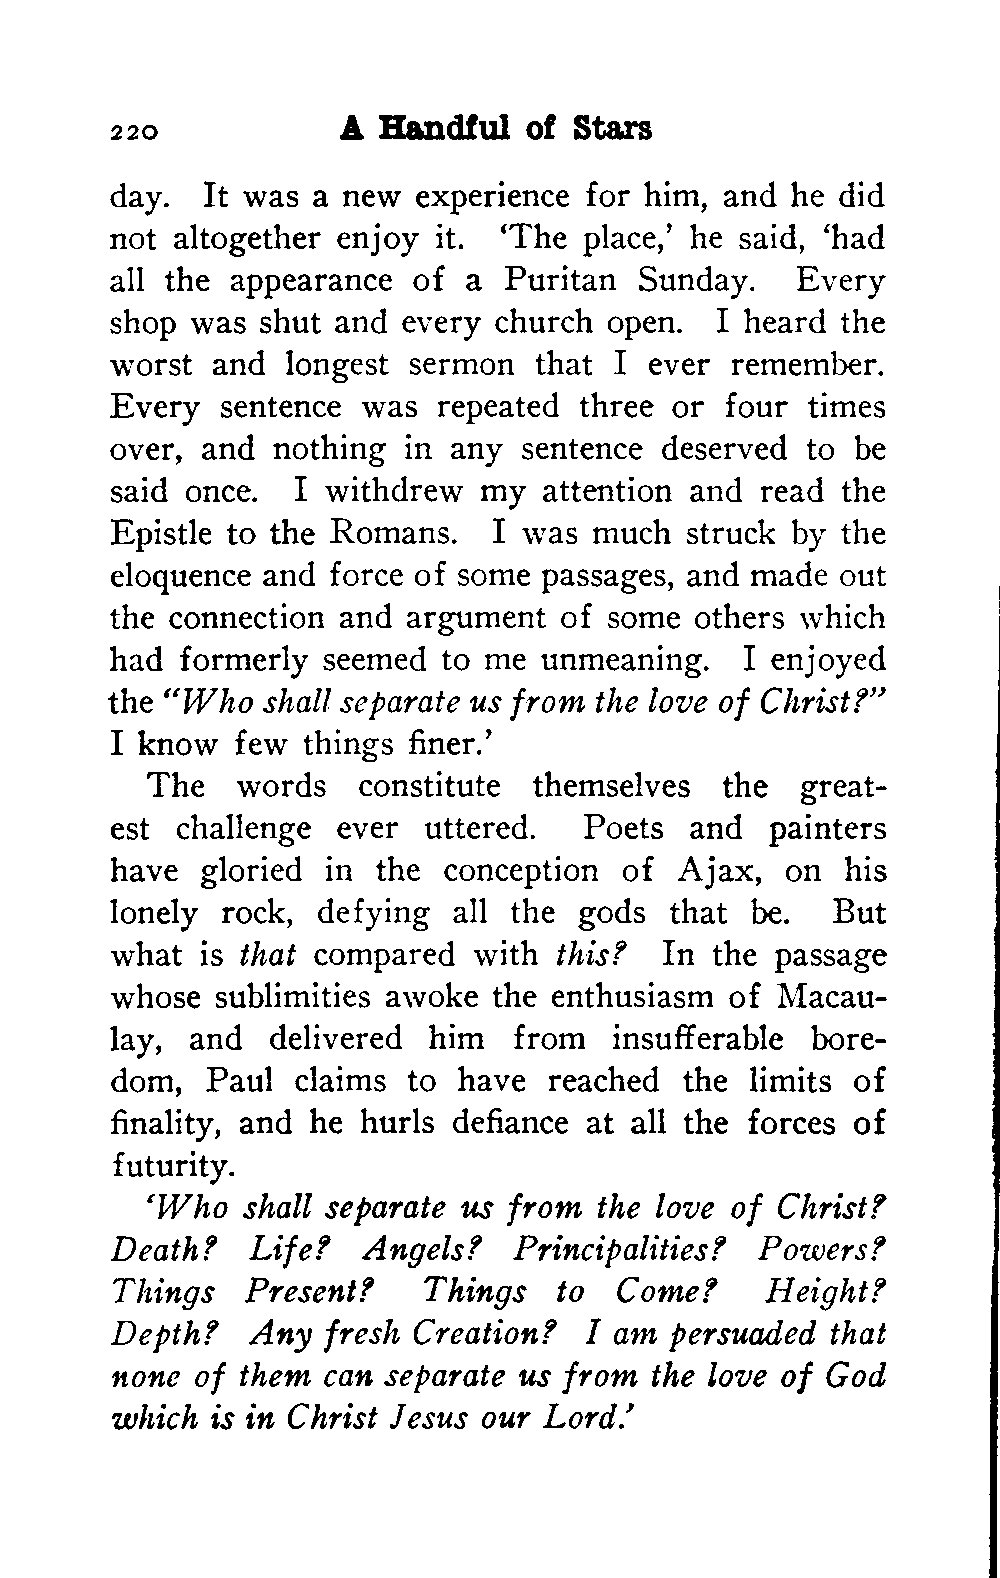 220 A Handful of Stars
day. It was a new experience for him, and he did
not altogether enjoy it. ‘The place,’ he said, ‘had
all the appearance of a Puritan Sunday. Every
shop was shut and every church open. I heard the
worst and longest sermon that I ever remember.
Every sentence was repeated three or four times
over, and nothing in any sentence deserved to be
said once. I withdrew my attention and read the
Epistle to the Romans. I was much struck by the
eloquence and force of some passages, and made out
the connection and argument of some others which
had formerly seemed to me unmeaning. I enjoyed
the “Who shall separate us from the love of Christ?”
I know few things finer.’
The words constitute themselves the great-
est challenge ever uttered. Poets and painters
have gloried in the conception of Ajax, on his
lonely rock, defying all the gods that be. But
what is that compared with this? In the passage
whose sublimities awoke the enthusiasm of Macau-
lay, and delivered him from insufferable bore-
dom, Paul claims to have reached the limits of
finality, and he hurls defiance at all the forces of
futurity.
‘Who shall separate us from the love of Christ?
Death? Life? Angels? Principalities? Powers?
Things Present? Things to Come? Height?
Depth? Any fresh Creation? I am persuaded that
none of them can separate us from the love of God
which is in Christ Jesus our Lord.’